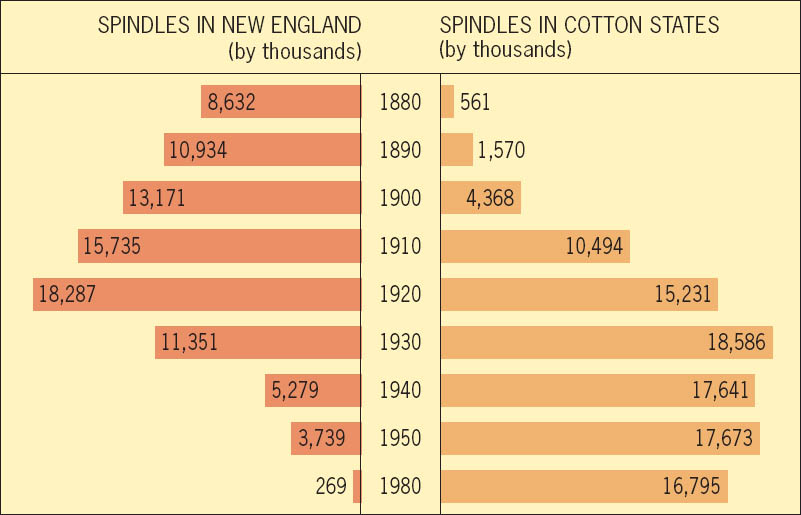 SPINDLES IN NEW ENGLAND
(by thousands)
SPINDLES IN COTTON STATES
(by thousands)
8,632 1880 561
10,934 1890 1,570
13,171 1900 4,368
15,735 1910 10,494
18,287 1920 15,231
11,351 1930 18,586
5,279 1940 17,641
3,739 1950 17,673
269 1980 16,795